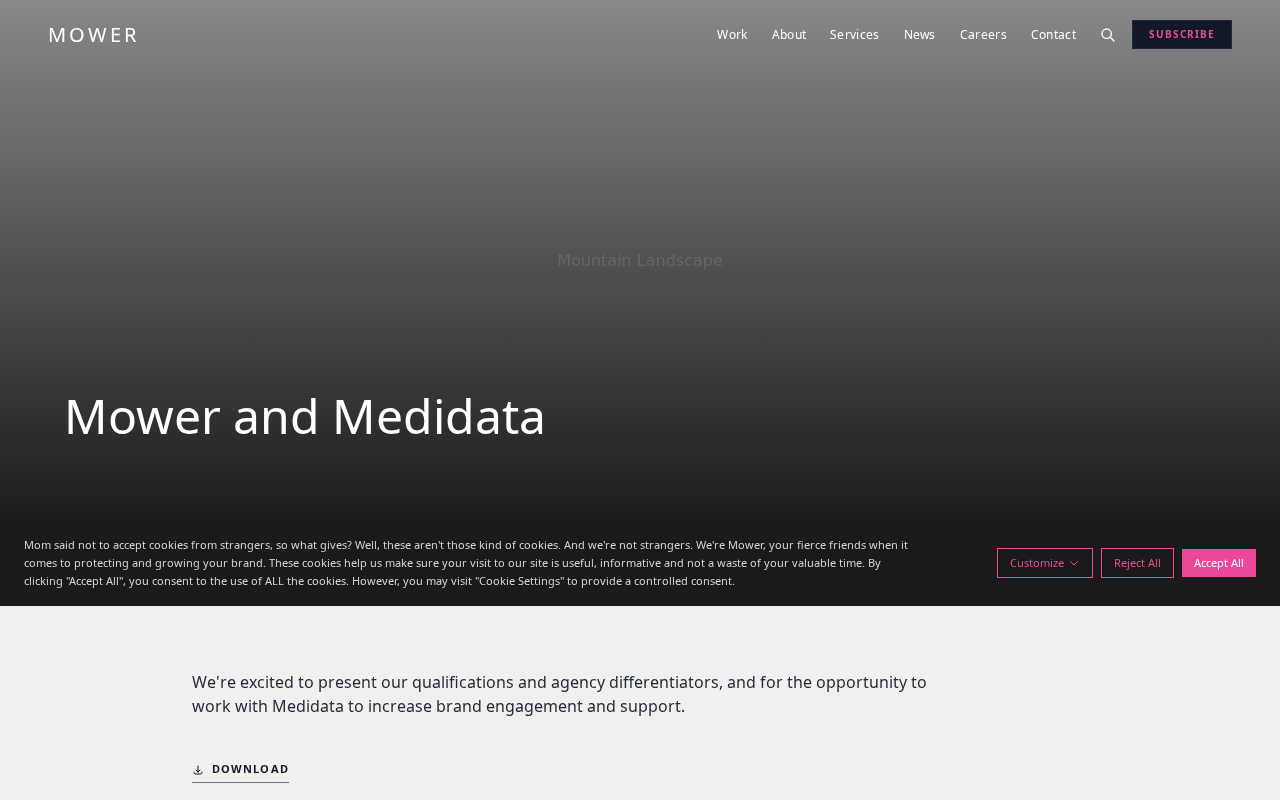 MOWER
Work About Services News Careers Contact SUBSCRIBE
Mountain Landscape
Mower and Medidata
Mom said not to accept cookies from strangers, so what gives? Well, these aren't those kind of cookies. And we're not strangers. We're Mower, your fierce friends when it
comes to protecting and growing your brand. These cookies help us make sure your visit to our site is useful, informative and not a waste of your valuable time. By
clicking "Accept All", you consent to the use of ALL the cookies. However, you may visit "Cookie Settings" to provide a controlled consent.
Customize Reject All Accept All
We're excited to present our qualifications and agency differentiators, and for the opportunity to
work with Medidata to increase brand engagement and support.
DOWNLOAD